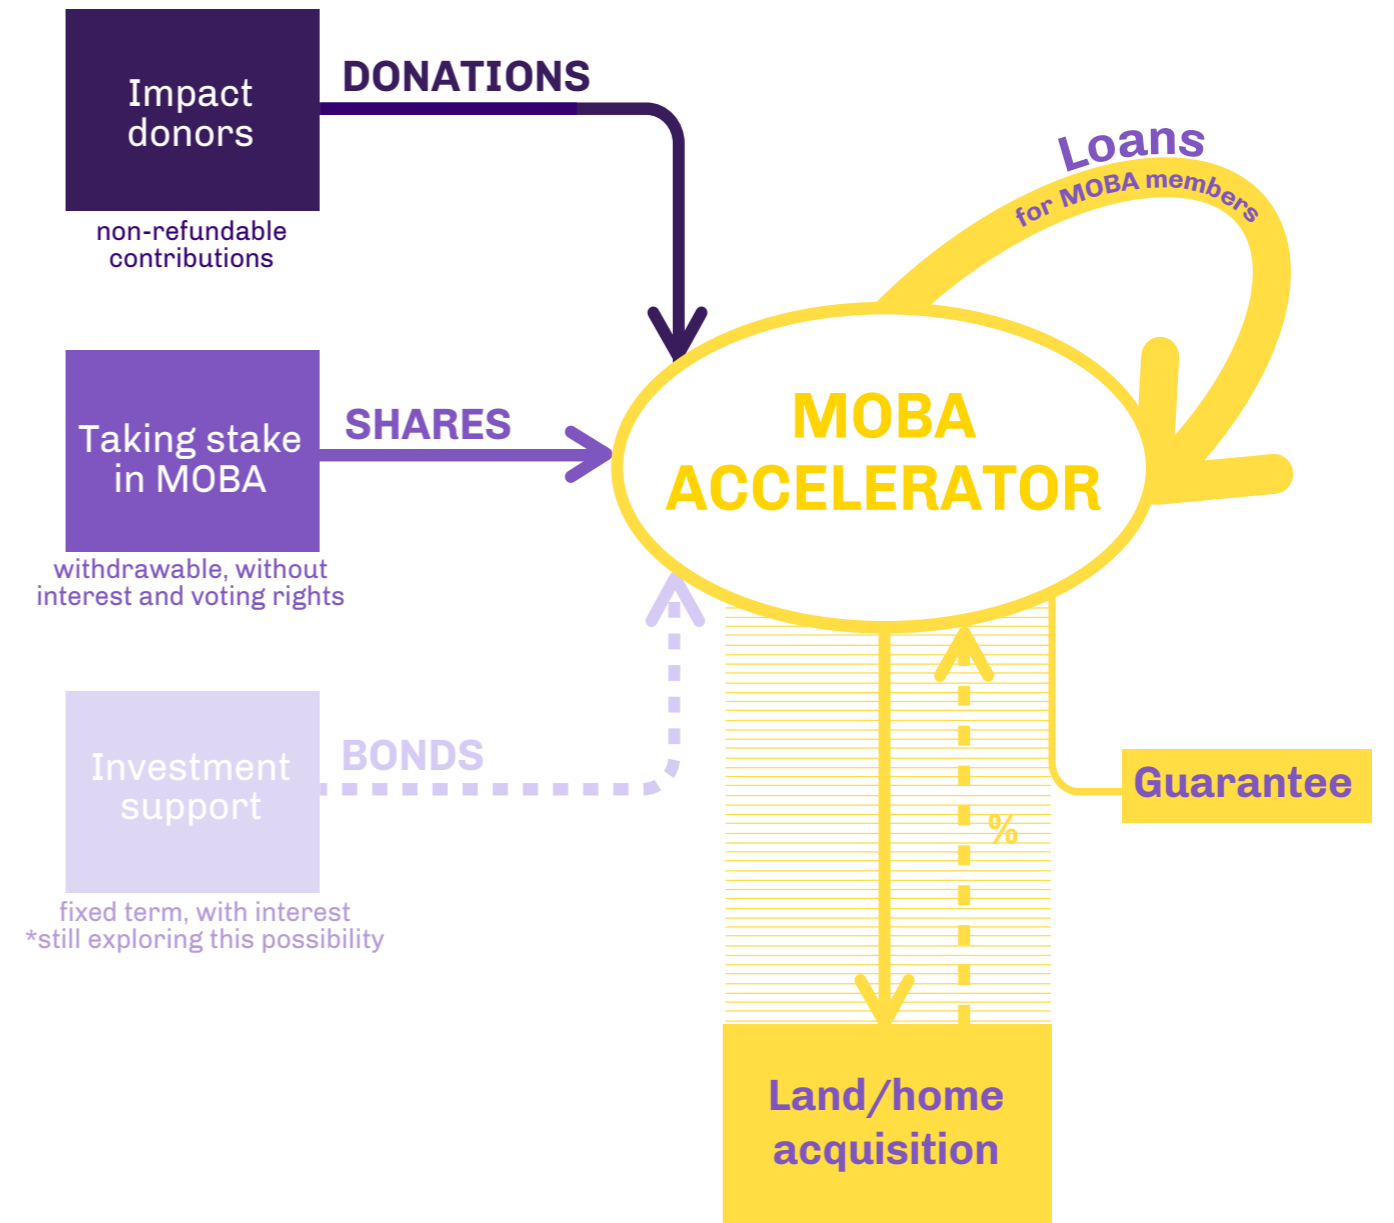 Impact
donors
DONATIONS
non-refundable
contributions
Loans
for MOBA members
Taking stake
in MOBA
SHARES
withdrawable, without
interest and voting rights
MOBA
ACCELERATOR
Investment
support
BONDS
fixed term, with interest
*still exploring this possibility
Guarantee
%
Land/home
acquisition